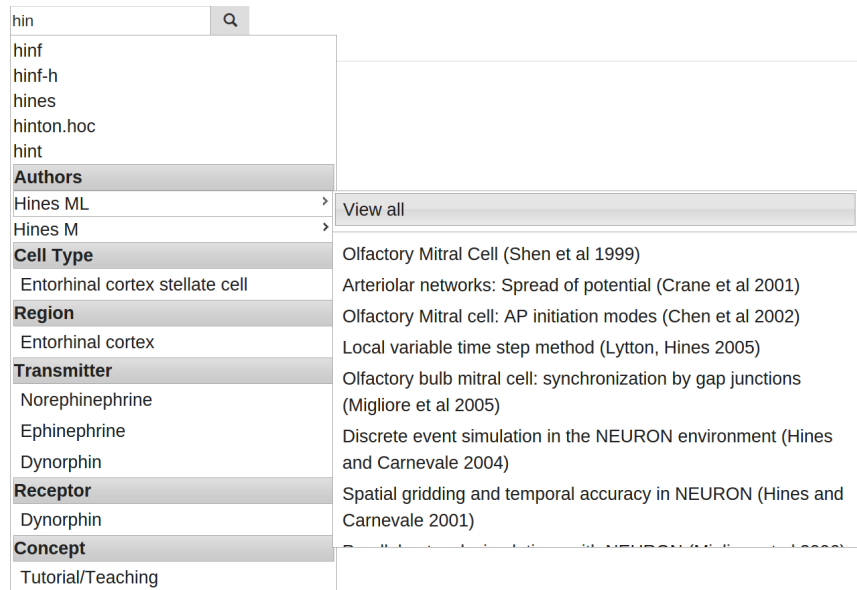 hin
hinf
hinf-h
hines
hinton.hoc
hint
Authors
Hines ML
Hines M
Cell Type
Entorhinal cortex stellate cell
Region
Entorhinal cortex
Transmitter
Norephinephrine
Ephinephrine
Dynorphin
Receptor
Dynorphin
Concept
Tutorial/Teaching
View all
Olfactory Mitral Cell (Shen et al 1999)
Arteriolar networks: Spread of potential (Crane et al 2001)
Olfactory Mitral cell: AP initiation modes (Chen et al 2002)
Local variable time step method (Lytton, Hines 2005)
Olfactory bulb mitral cell: synchronization by gap junctions
(Migliore et al 2005)
Discrete event simulation in the NEURON environment (Hines
and Carnevale 2004)
Spatial gridding and temporal accuracy in NEURON (Hines and
Carnevale 2001)